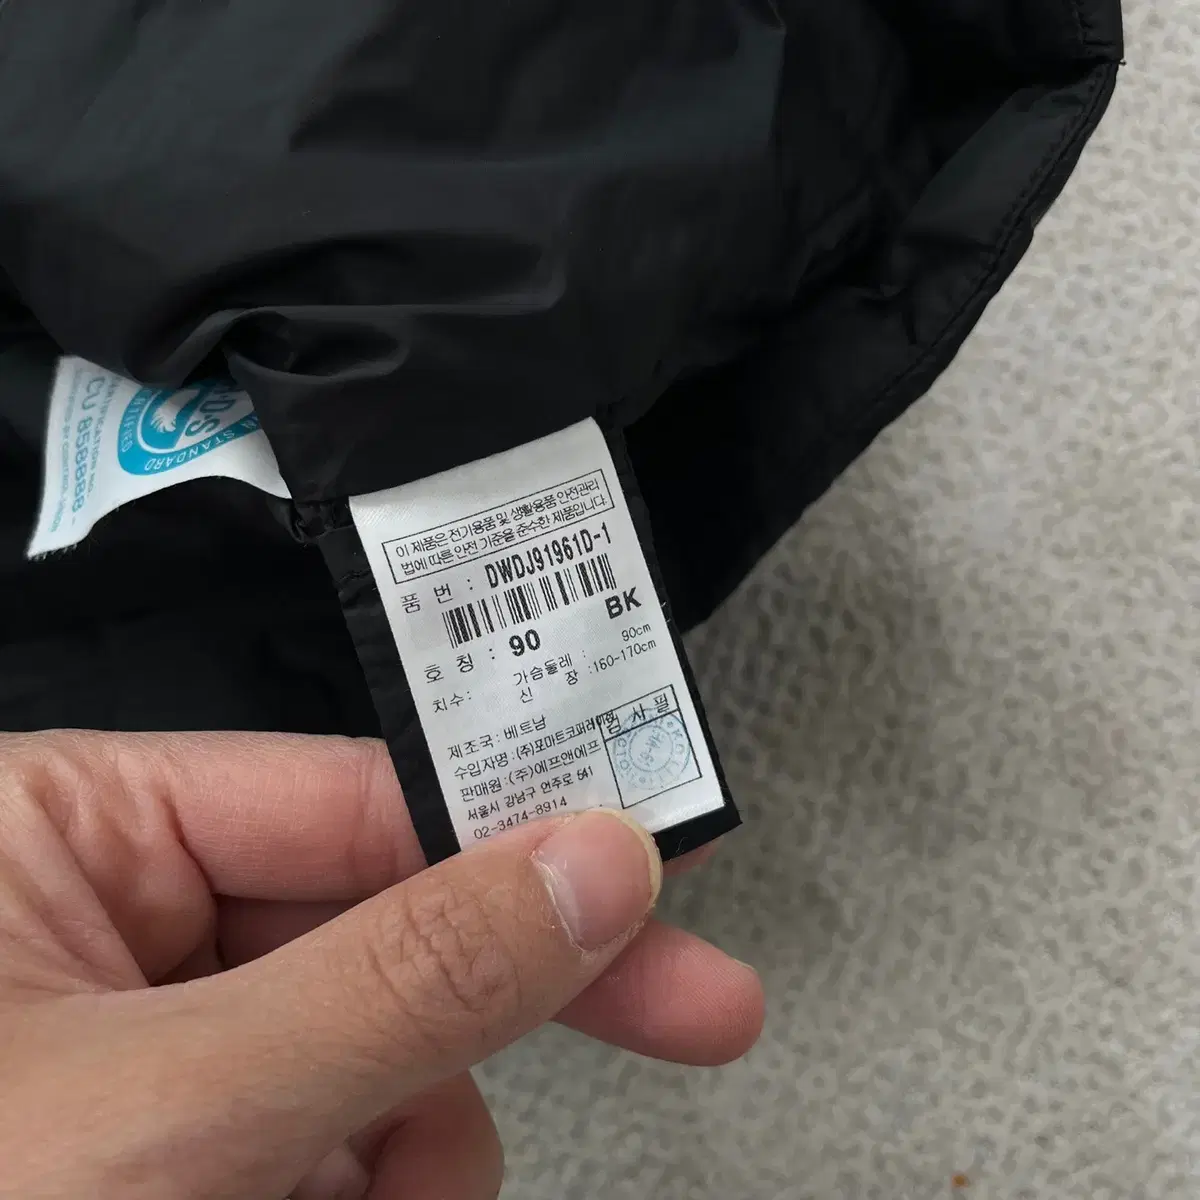 이 제품은 전기용품 및 생활용품 안전관리
법에 따른 안전 기준을 준수한 제품입니다.
품 번 : DWDJ91961D-1
BK
호 칭 : 90
치수: 가슴둘레 : 90cm
신 장 :160-170cm
제조국: 베트남
수입자명: (주)포마트코퍼레이션
판매원: (주)에프앤에프
서울시 강남구 언주로 541
02-3474-8914
검 사 필
R·D·S
STANDARD
CERTIFICATION NO.
CU 858888